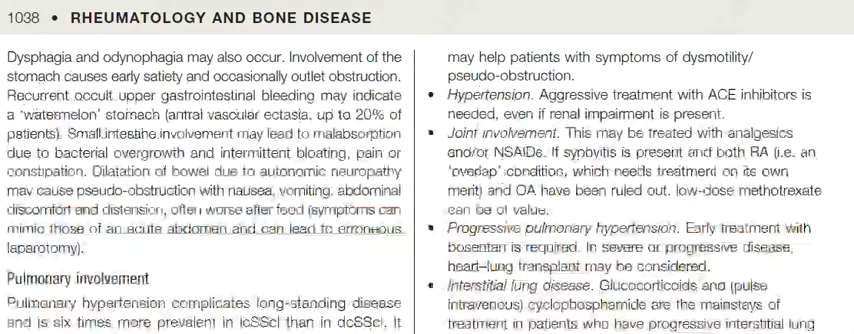 1038 • RHEUMATOLOGY AND BONE DISEASE
Dysphagia and odynophagia may also occur. Involvement of the
stomach causes early satiety and occasionally outlet obstruction.
Recurrent occult upper gastrointestinal bleeding may indicate
a 'watermelon' stomach (antral vascular ectasia, up to 20% of
patients). Small intestine involvement may lead to malabsorption
due to bacterial overgrowth and intermittent bloating, pain or
constipation. Dilatation of bowel due to autonomic neuropathy
may cause pseudo-obstruction with nausea, vomiting, abdominal
discomfort and distension, often worse after food (symptoms can
mimic those of an acute abdomen and can lead to erroneous
laparotomy).
Pulmonary involvement
Pulmonary hypertension complicates long-standing disease
and is six times more prevalent in lcSScl than in dcSScl. It
may help patients with symptoms of dysmotility/
pseudo-obstruction.
• Hypertension. Aggressive treatment with ACE inhibitors is
needed, even if renal impairment is present.
• Joint involvement. This may be treated with analgesics
and/or NSAIDs. If synovitis is present and both RA (i.e. an
'overlap' condition, which needs treatment on its own
merit) and OA have been ruled out, low-dose methotrexate
can be of value.
• Progressive pulmonary hypertension. Early treatment with
bosentan is required. In severe or progressive disease,
heart–lung transplant may be considered.
• Interstitial lung disease. Glucocorticoids and (pulse
intravenous) cyclophosphamide are the mainstays of
treatment in patients who have progressive interstitial lung